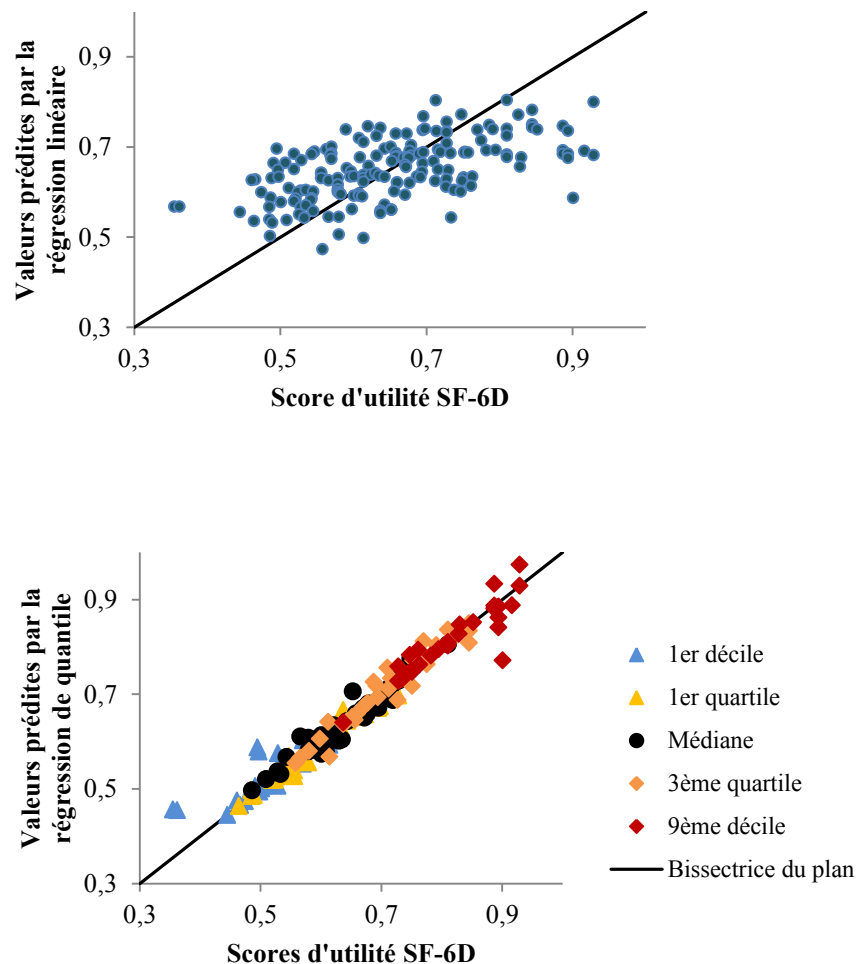 Valeurs prédites par la
régression linéaire
0,9
0,7
0,5
0,3
0,3 0,5 0,7 0,9
Score d'utilité SF-6D
Valeurs prédites par la
régression de quantile
0,9
0,7
0,5
0,3
0,3 0,5 0,7 0,9
Scores d'utilité SF-6D
1er décile
1er quartile
Médiane
3ème quartile
9ème décile
Bissectrice du plan